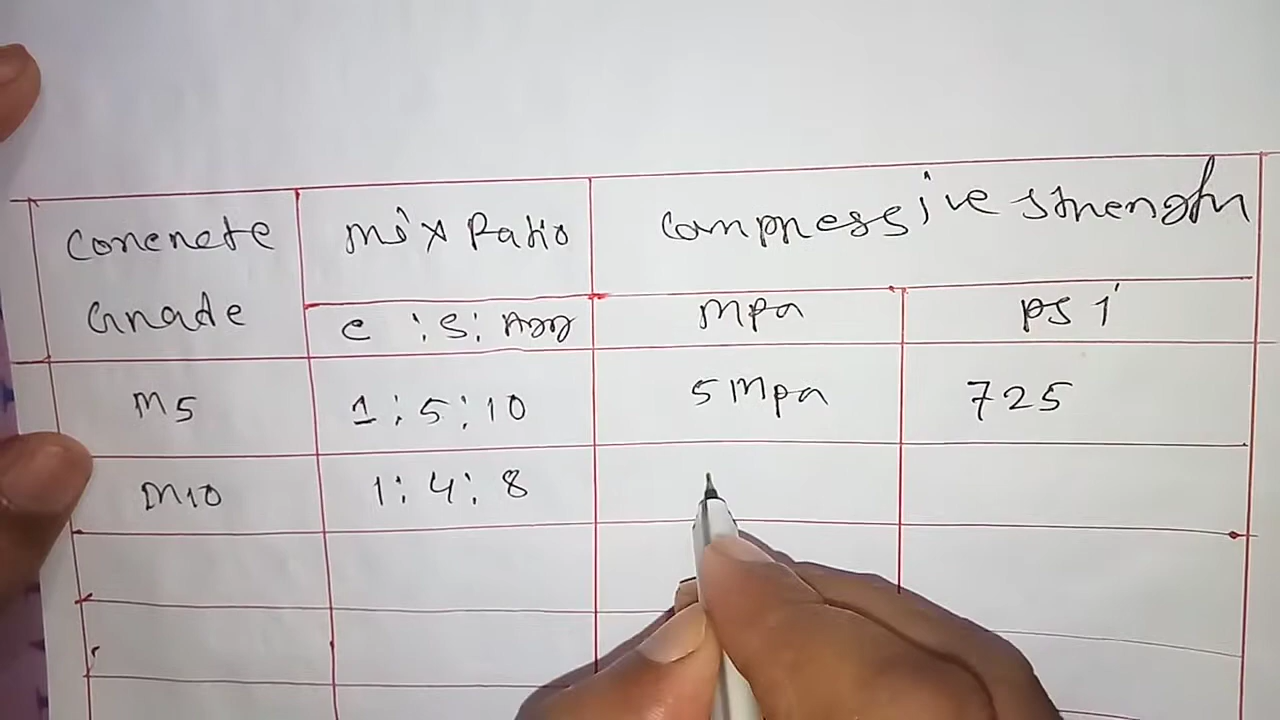 Concrete mix Ratio Compressive strength
Grade C : S : Agg Mpa PSi
M5 1:5:10 5 Mpa 725
M10 1:4:8